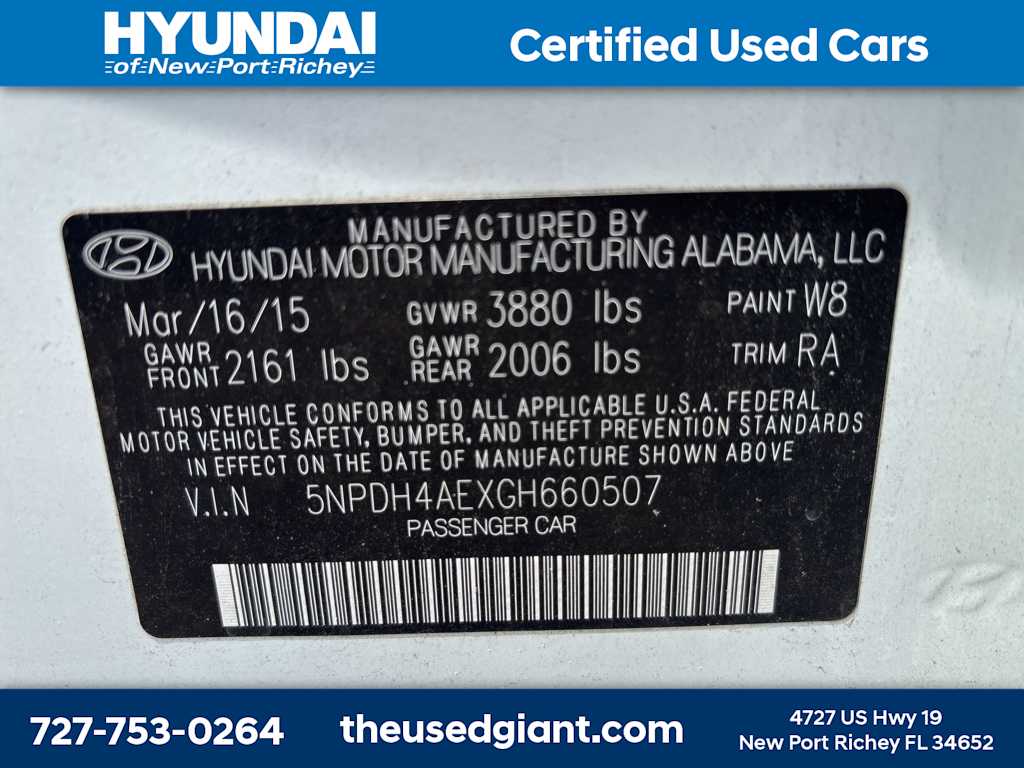 HYUNDAI
of New Port Richey
Certified Used Cars
MANUFACTURED BY
HYUNDAI MOTOR MANUFACTURING ALABAMA, LLC
Mar/16/15 GVWR 3880 lbs PAINT W8
GAWR FRONT 2161 lbs GAWR REAR 2006 lbs TRIM RA
THIS VEHICLE CONFORMS TO ALL APPLICABLE U.S.A. FEDERAL
MOTOR VEHICLE SAFETY, BUMPER, AND THEFT PREVENTION STANDARDS
IN EFFECT ON THE DATE OF MANUFACTURE SHOWN ABOVE
V.I.N 5NPDH4AEXGH660507
PASSENGER CAR
727-753-0264
theusedgiant.com
4727 US Hwy 19
New Port Richey FL 34652